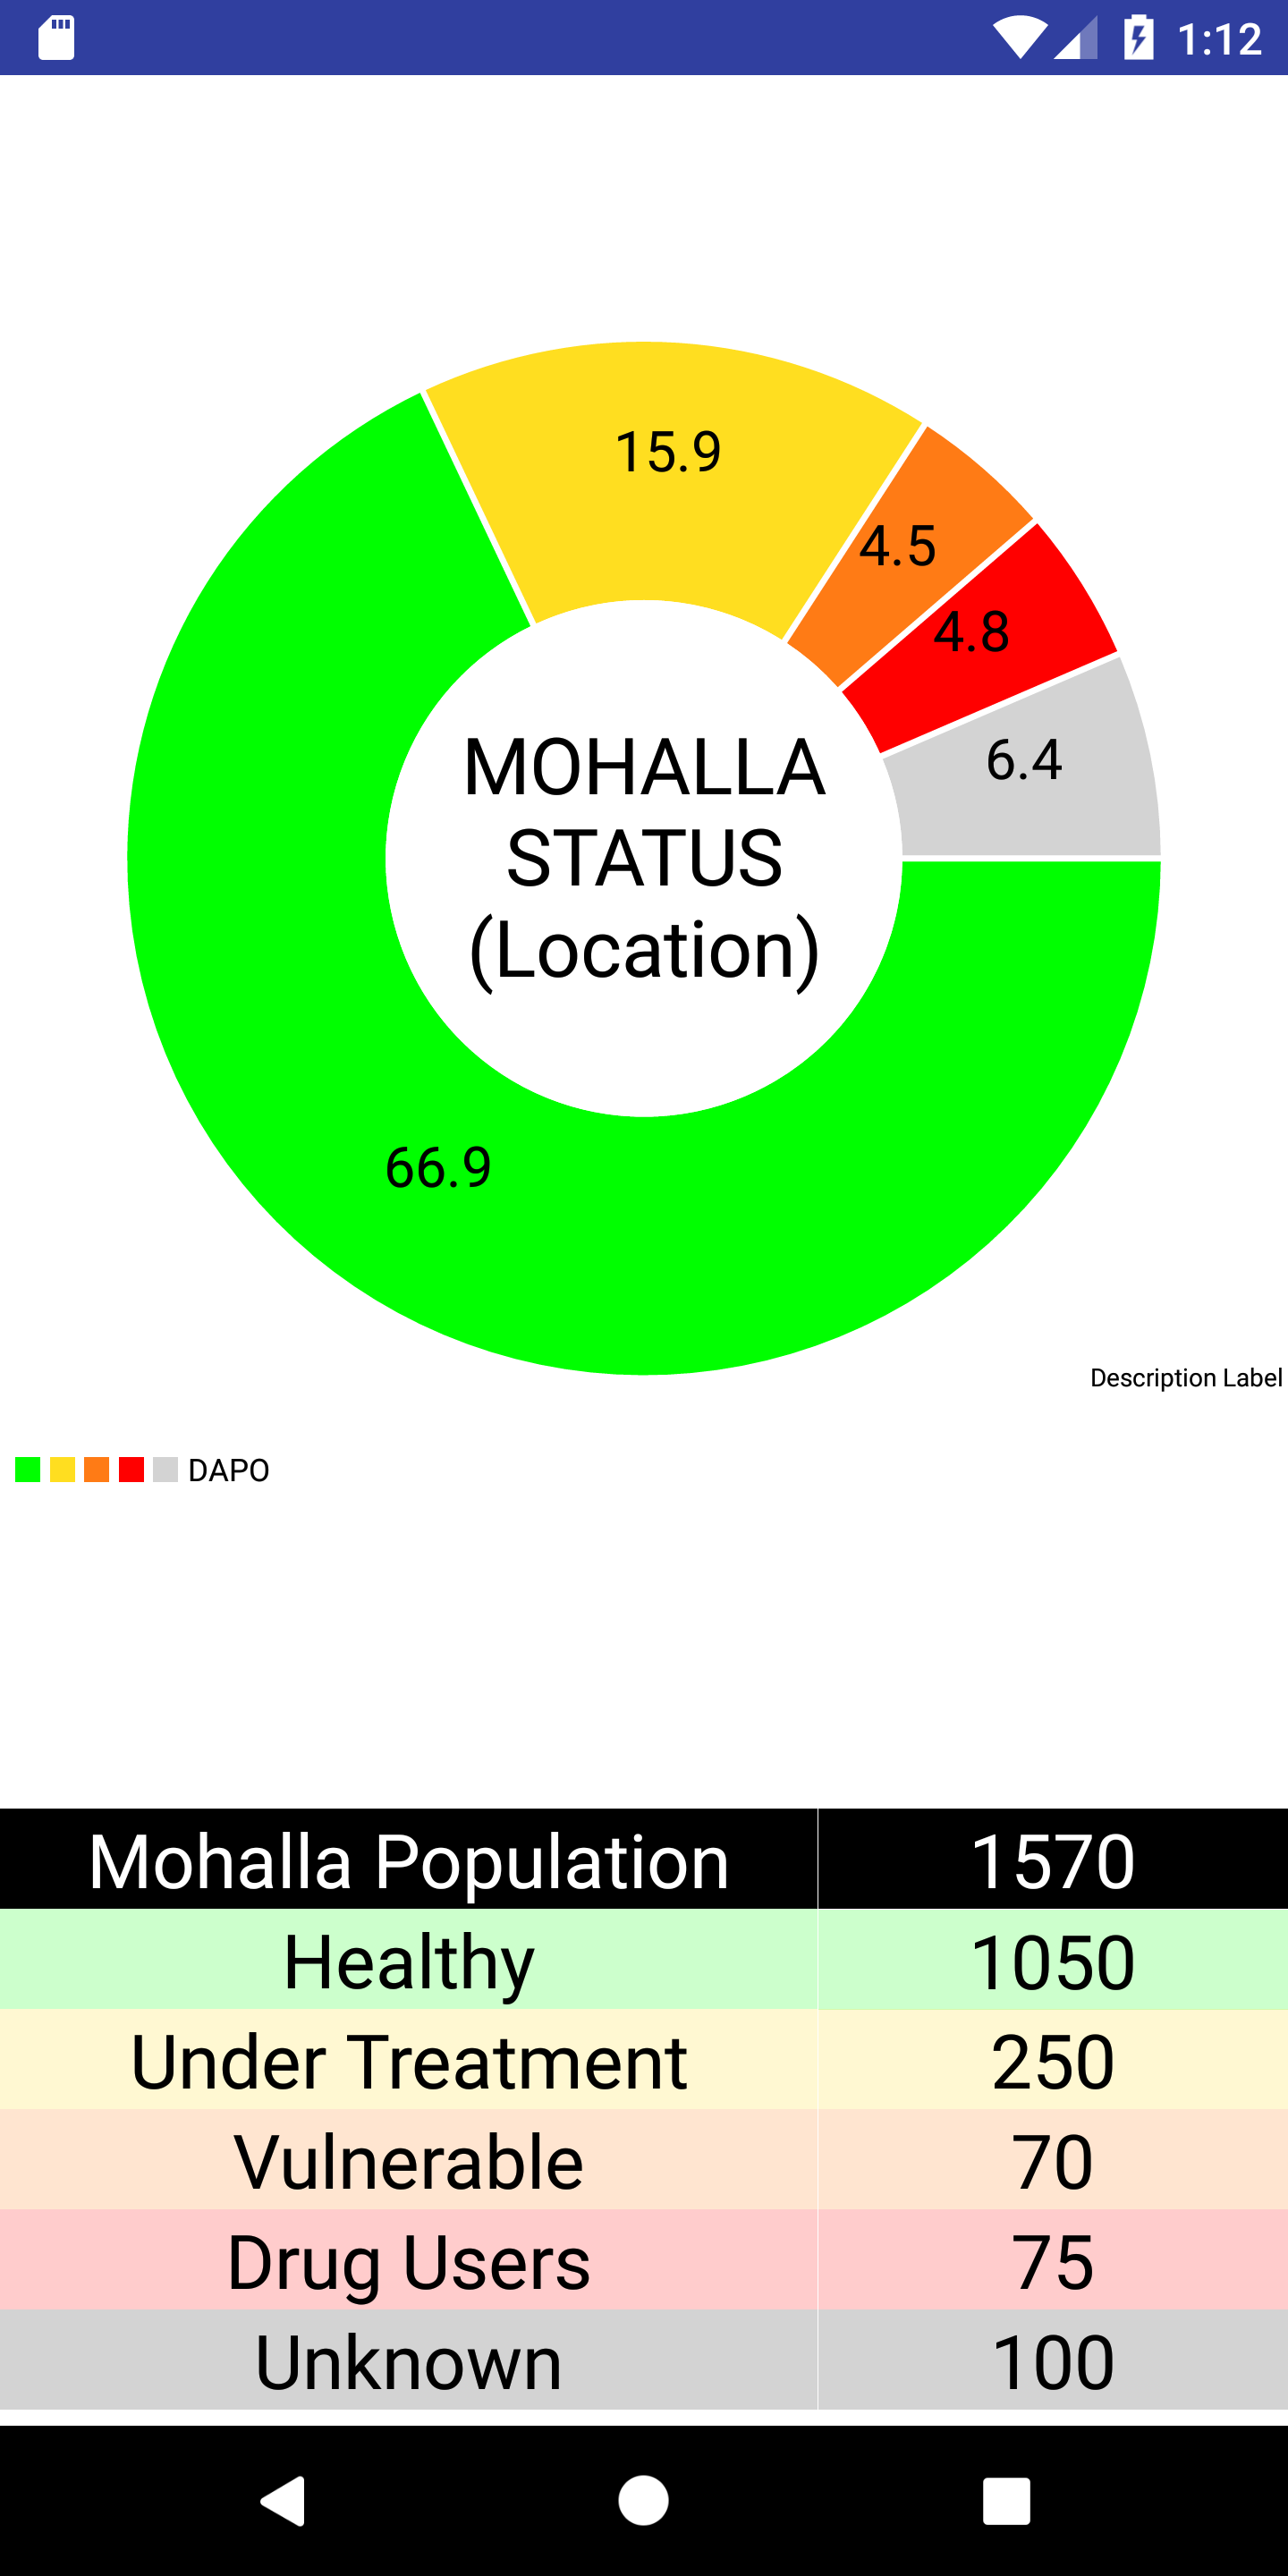 1:12
15.9
4.5
4.8
6.4
MOHALLA
STATUS
(Location)
66.9
Description Label
DAPO
Mohalla Population 1570
Healthy 1050
Under Treatment 250
Vulnerable 70
Drug Users 75
Unknown 100